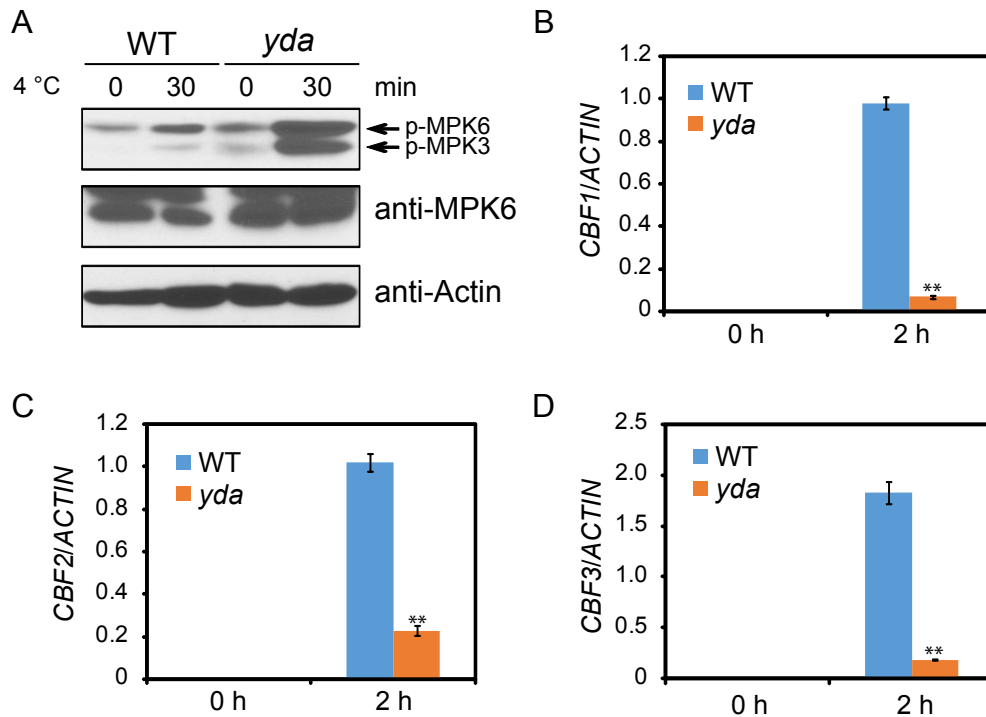 A
WT yda
4 °C 0 30 0 30 min
p-MPK6
p-MPK3
anti-MPK6
anti-Actin
B
CBF1/ACTIN
1.2
1.0
0.8
0.6
0.4
0.2
0
WT
yda
**
0 h 2 h
C
CBF2/ACTIN
1.2
1.0
0.8
0.6
0.4
0.2
0
WT
yda
**
0 h 2 h
D
CBF3/ACTIN
2.5
2.0
1.5
1.0
0.5
0
WT
yda
**
0 h 2 h